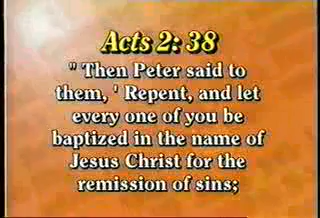 Acts 2: 38
" Then Peter said to
them, ' Repent, and let
every one of you be
baptized in the name of
Jesus Christ for the
remission of sins;